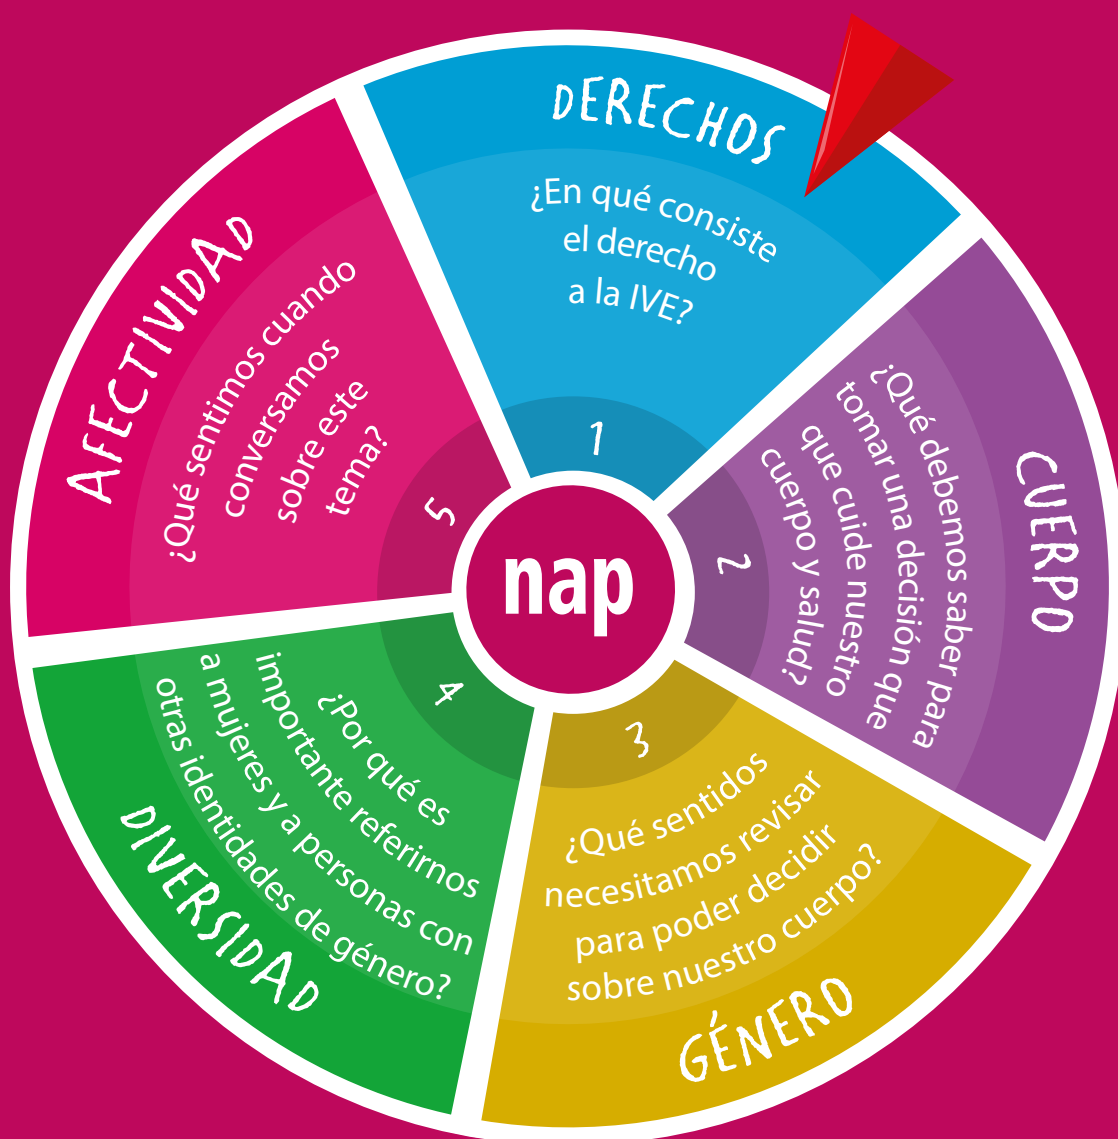 DERECHOS
¿En qué consiste
el derecho
a la IVE?
1
CUERPO
¿Qué debemos saber para
tomar una decisión que
que cuide nuestro
cuerpo y salud?
2
GÉNERO
¿Qué sentidos
necesitamos revisar
para poder decidir
sobre nuestro cuerpo?
3
DIVERSIDAD
¿Por qué es
importante referirnos
a mujeres y a personas con
otras identidades de género?
4
AFECTIVIDAD
¿Qué sentimos cuando
conversamos
sobre este
tema?
5
nap